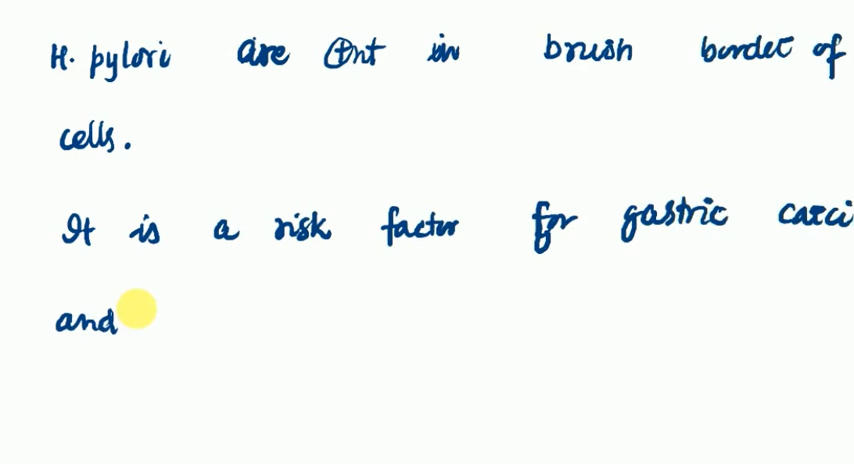 H. pylori are ⊕nt in brush border of
cells.
It is a risk factor for gastric carci
and